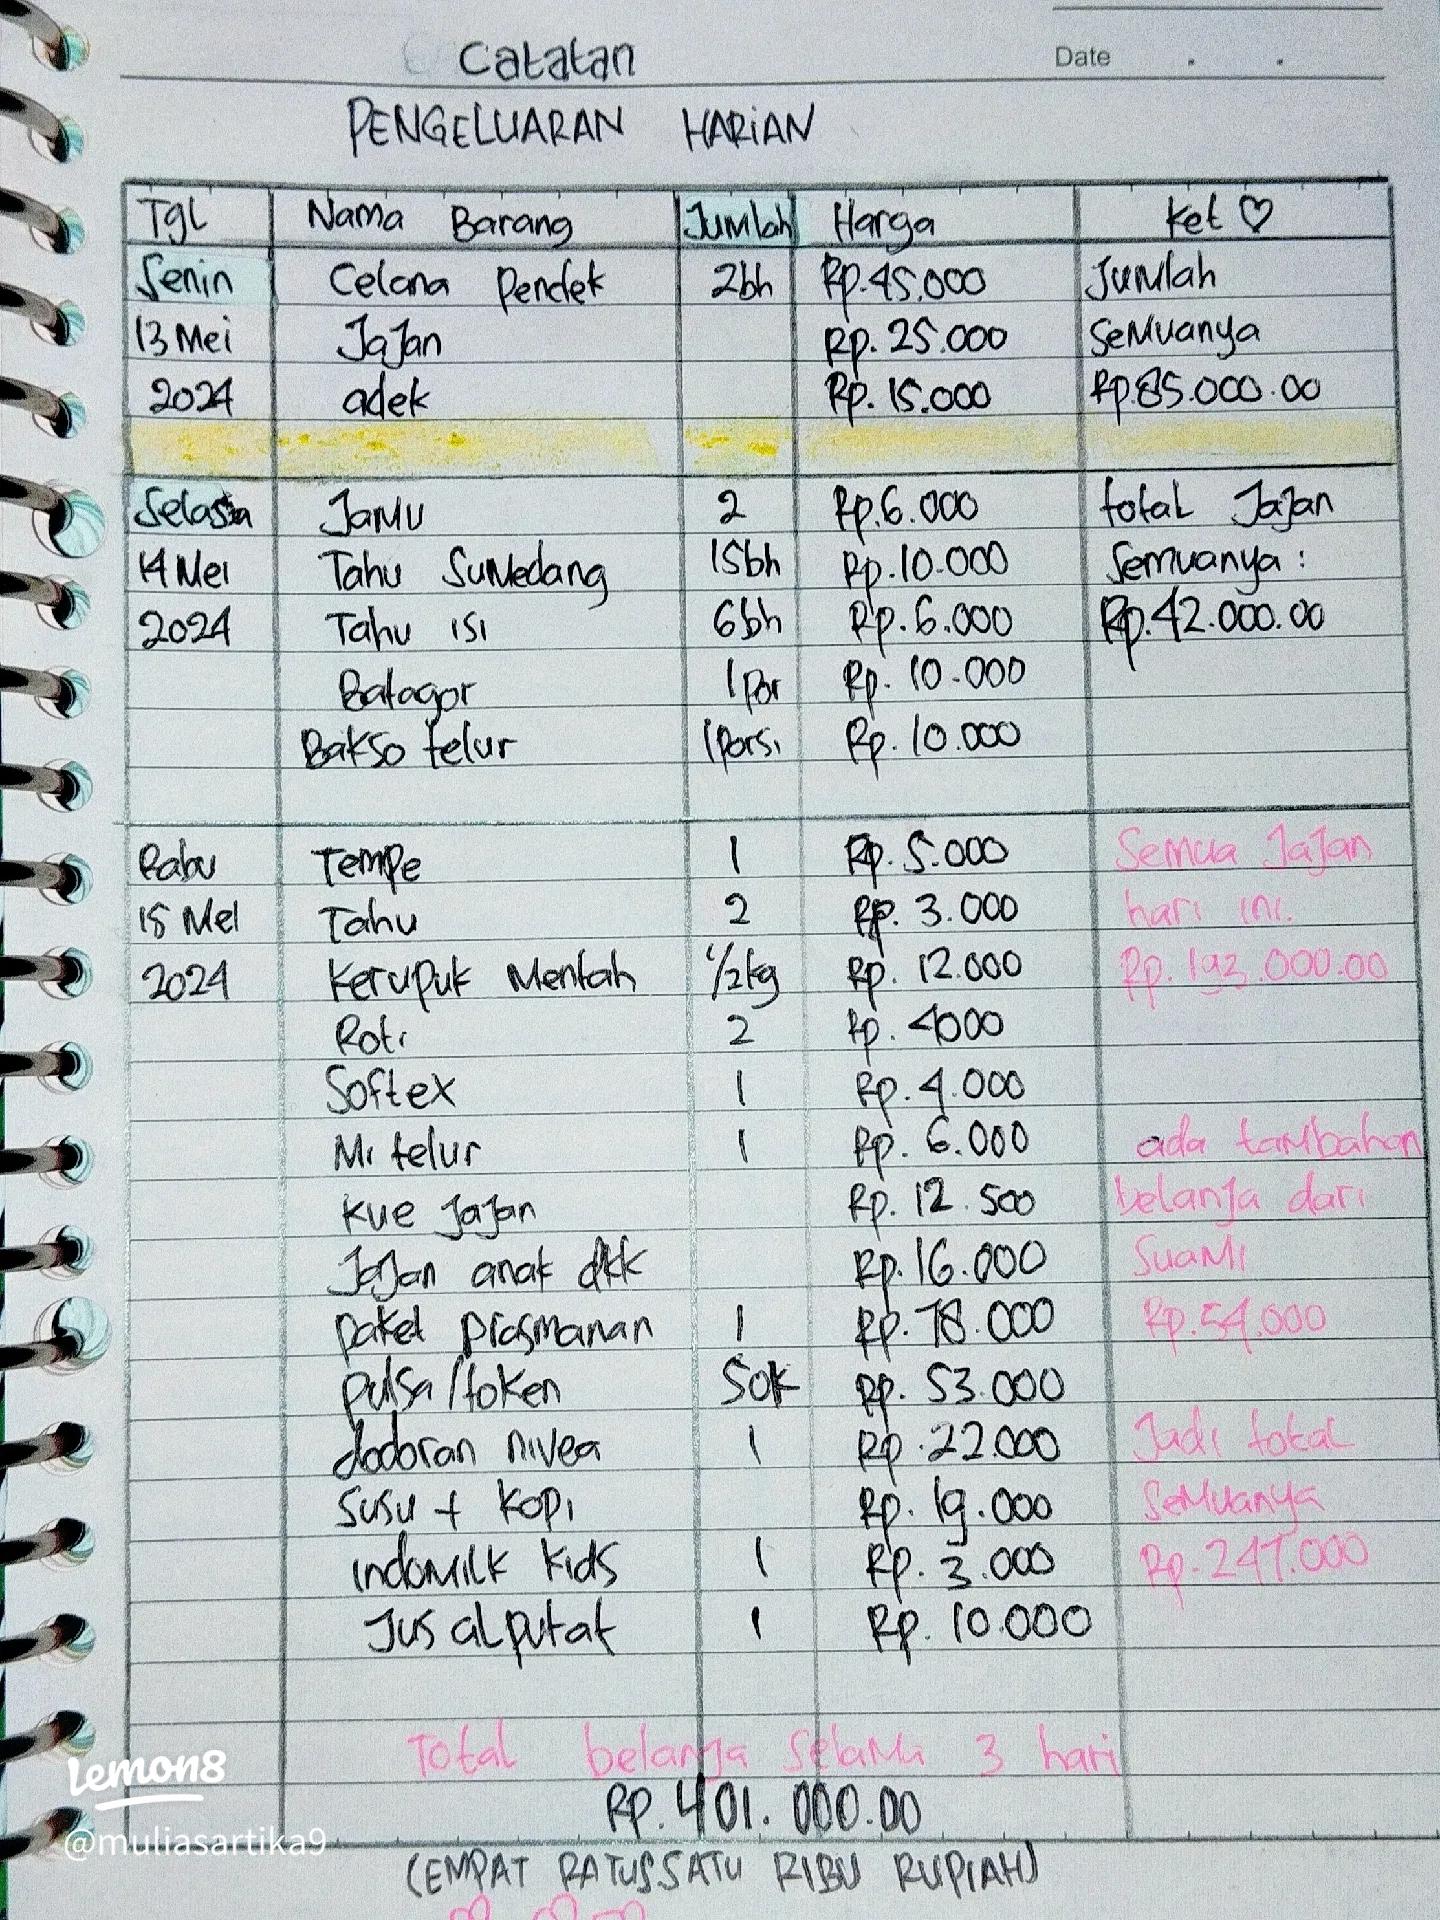 Catatan
Date
PENGELUARAN HARIAN
Tgl Nama Barang Jumlah Harga Ket ♡
Senin Celana Pendek 2bh Rp.45.000 Jumlah
13 Mei JaJan Rp. 25.000 Semuanya
2024 adek Rp. 15.000 Rp85.000.00
Selasa Jamu 2 Rp.6.000 total JaJan
14 Mei Tahu Sumedang 15bh Rp.10.000 Semuanya :
2024 Tahu isi 6bh Rp.6.000 Rp.42.000.00
Batagor 1 Por Rp. 10.000
Bakso telur 1 Porsi Rp. 10.000
Rabu Tempe 1 Rp. 5.000 Semua JaJan
15 Mei Tahu 2 Rp. 3.000 hari ini.
2024 Kerupuk Mentah 1/2kg Rp. 12.000 Rp. 193.000.00
Roti 2 Rp. 4000
Softex 1 Rp. 4.000
Mi telur 1 Rp. 6.000 ada tambahan
Kue JaJan Rp. 12.500 belanJa dari
JaJan anak dkk Rp. 16.000 Suami
Paket Prasmanan 1 Rp. 78.000 Rp.54.000
Pulsa/token 50k Rp. 53.000
dodoran nivea 1 Rp.22.000 Jadi total
Susu + Kopi Rp. 19.000 Semuanya
indomilk Kids 1 Rp. 3.000 Rp.247.000
Jus alputat 1 Rp. 10.000
Total belanJa Selama 3 hari
Rp. 401.000.00
(EMPAT RATUS SATU RIBU RUPIAH)
Lemon8
@muliasartika9